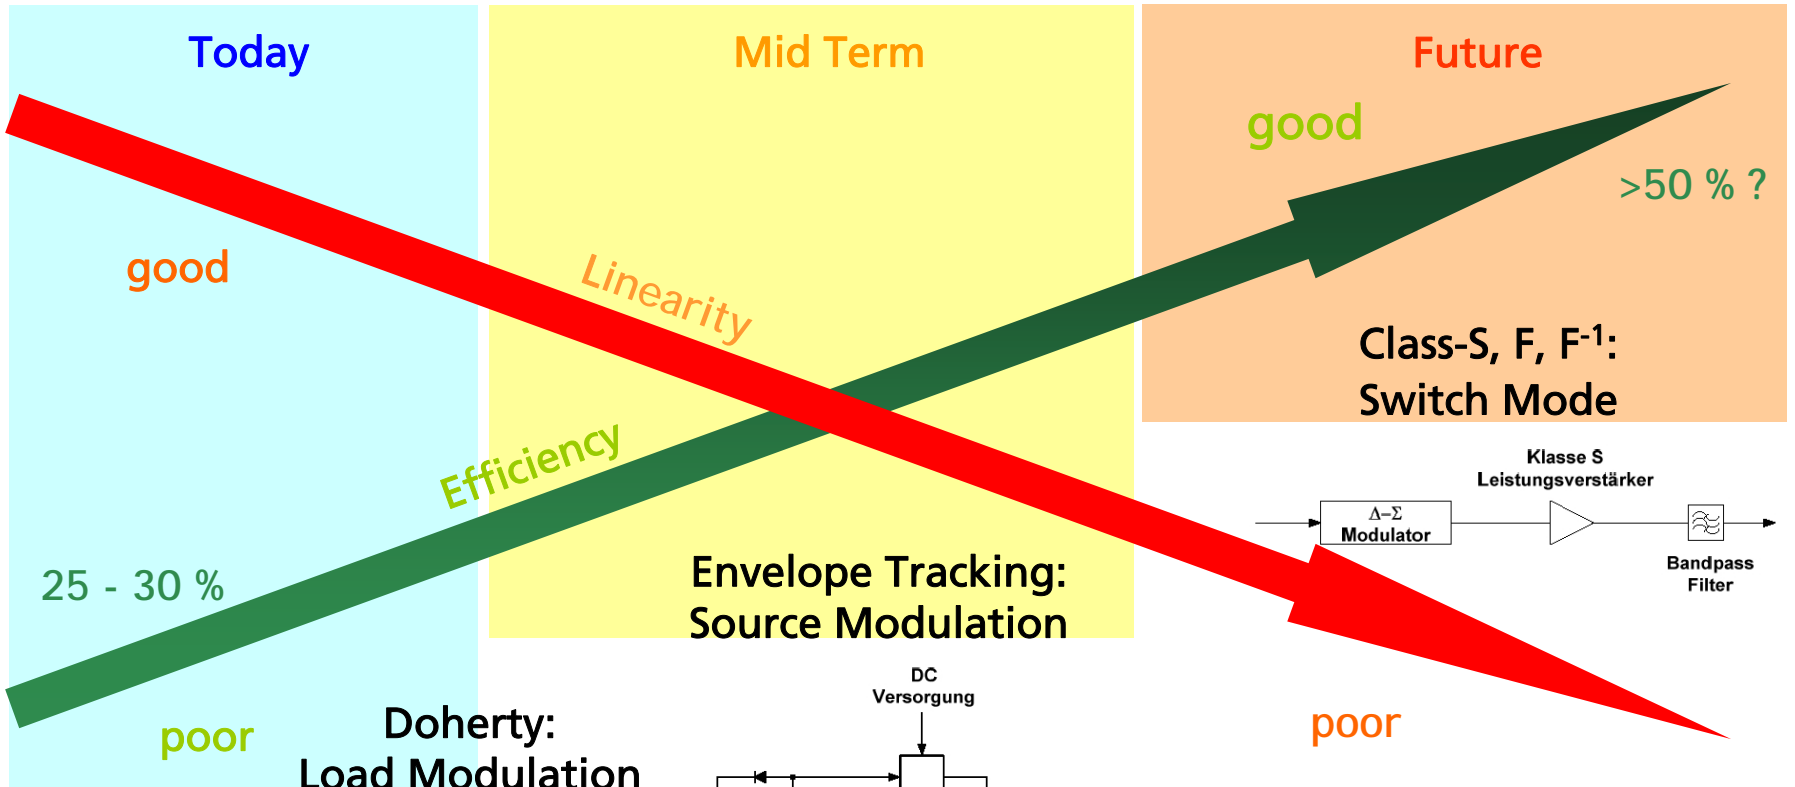 Today
Mid Term
Future
good
>50 % ?
good
Linearity
Class-S, F, F⁻¹:
Switch Mode
Efficiency
Klasse S
Leistungsverstärker
Δ–Σ
Modulator
Bandpass
Filter
25 - 30 %
Envelope Tracking:
Source Modulation
DC
Versorgung
poor
Doherty:
Load Modulation
poor